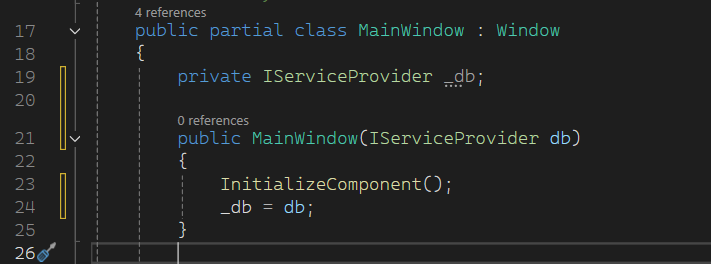 4 references
17 public partial class MainWindow : Window
18 {
19 private IServiceProvider _db;
20
0 references
21 public MainWindow(IServiceProvider db)
22 {
23 InitializeComponent();
24 _db = db;
25 }
26